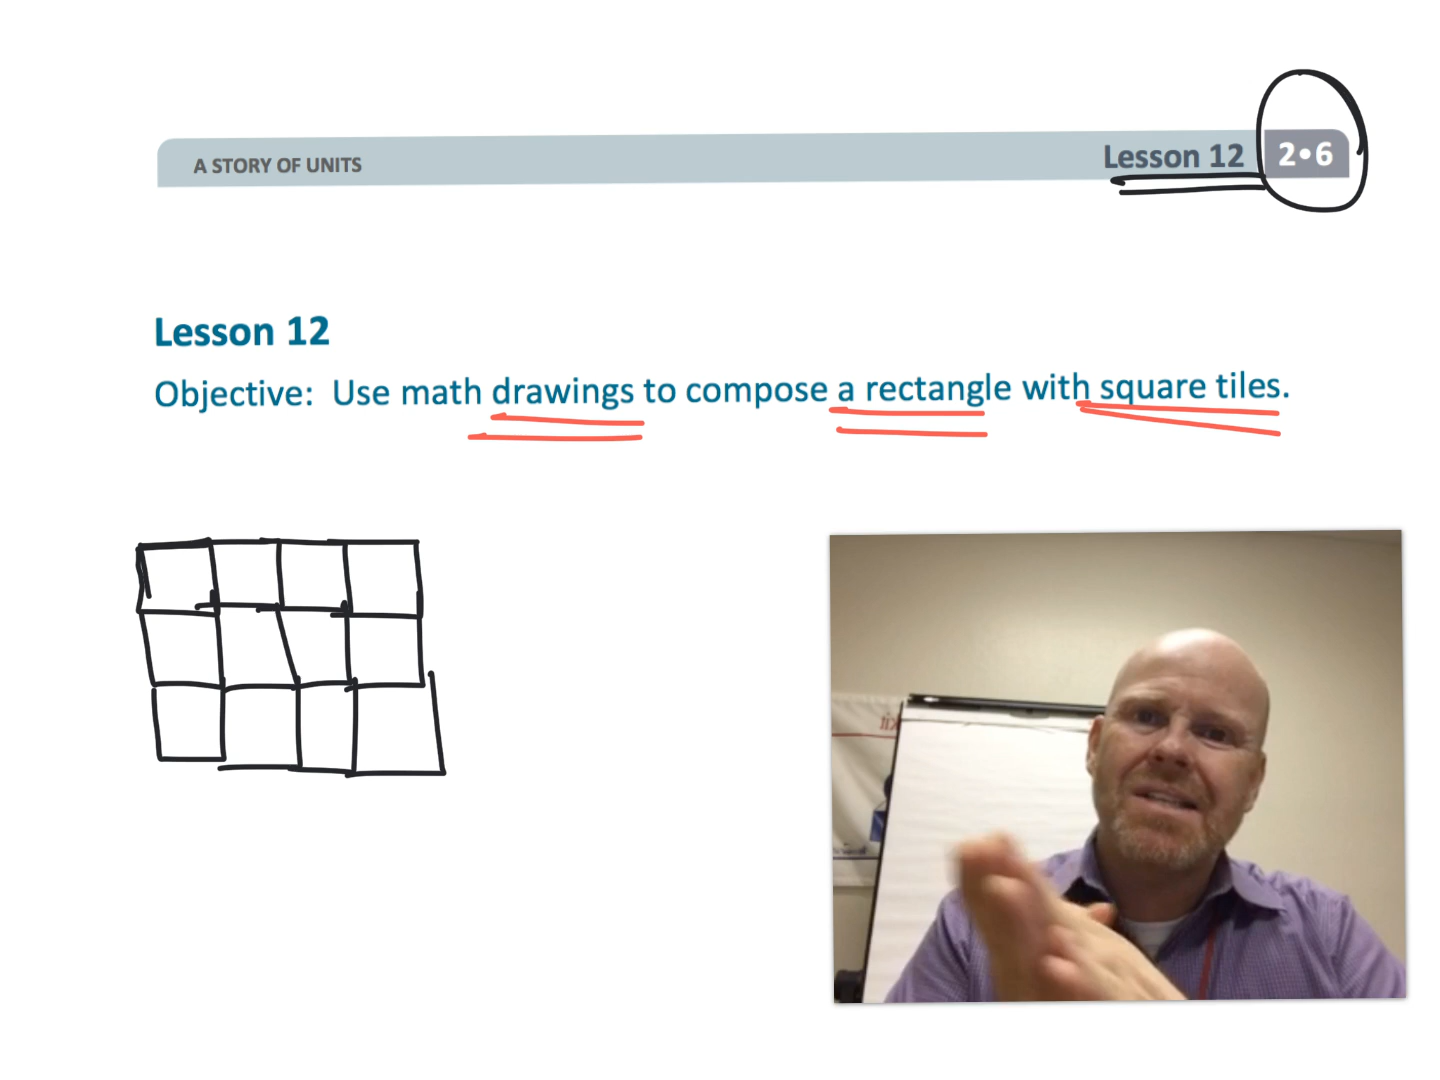 A STORY OF UNITS
Lesson 12 2•6
Lesson 12
Objective: Use math drawings to compose a rectangle with square tiles.